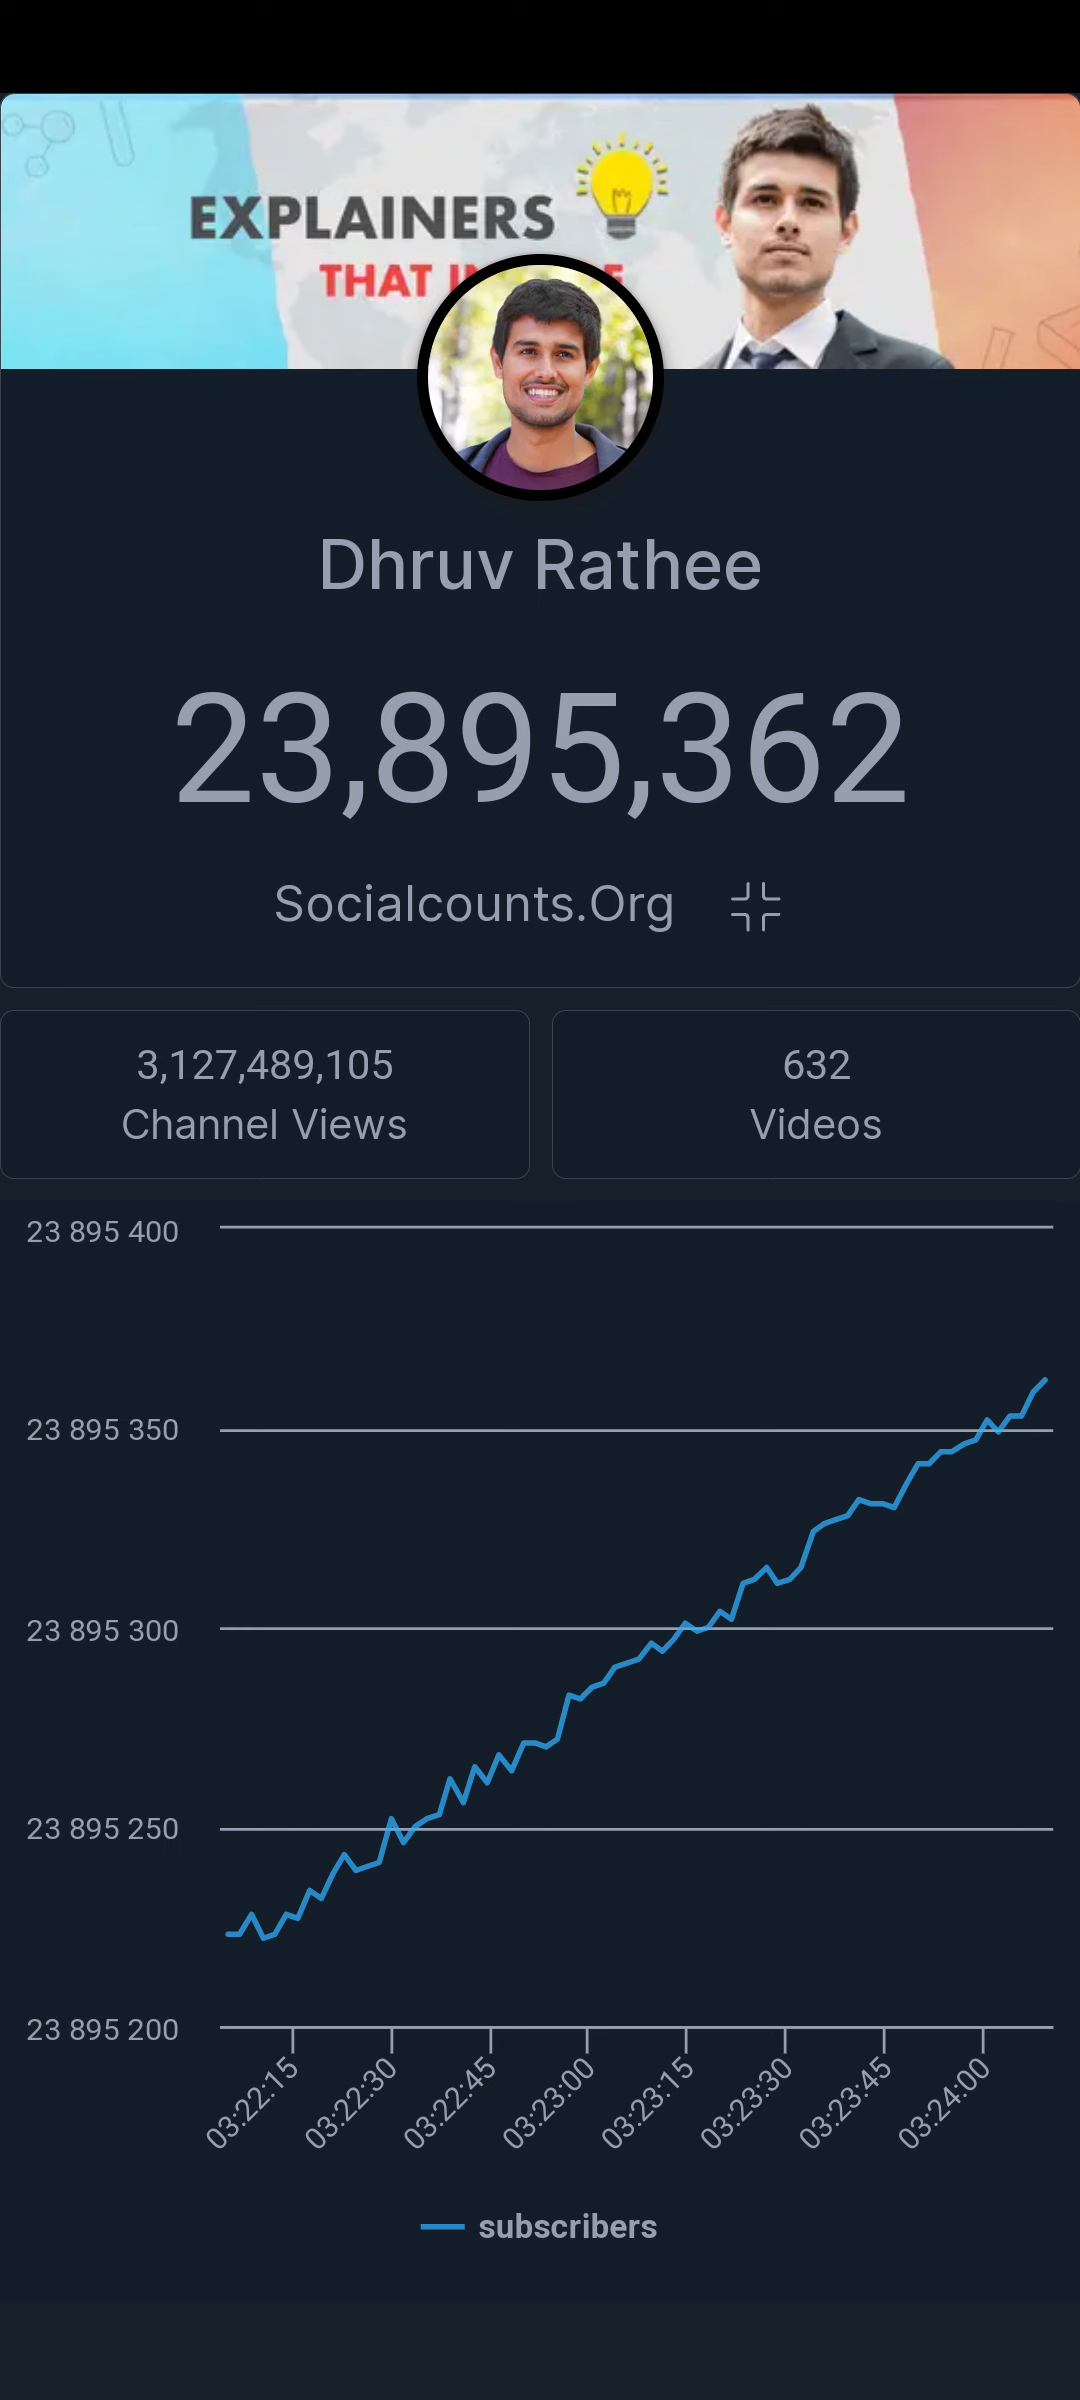 EXPLAINERS
THAT
Dhruv Rathee
23,895,362
Socialcounts.Org
3,127,489,105
Channel Views
632
Videos
23 895 400
23 895 350
23 895 300
23 895 250
23 895 200
03:22:15
03:22:30
03:22:45
03:23:00
03:23:15
03:23:30
03:23:45
03:24:00
subscribers